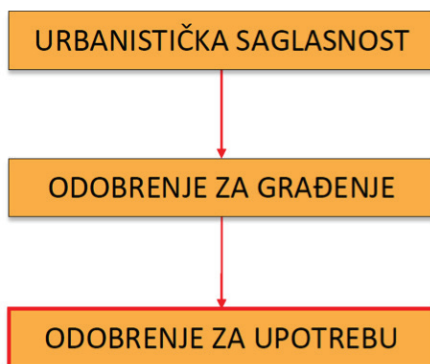 URBANISTIČKA SAGLASNOST
ODOBRENJE ZA GRAĐENJE
ODOBRENJE ZA UPOTREBU